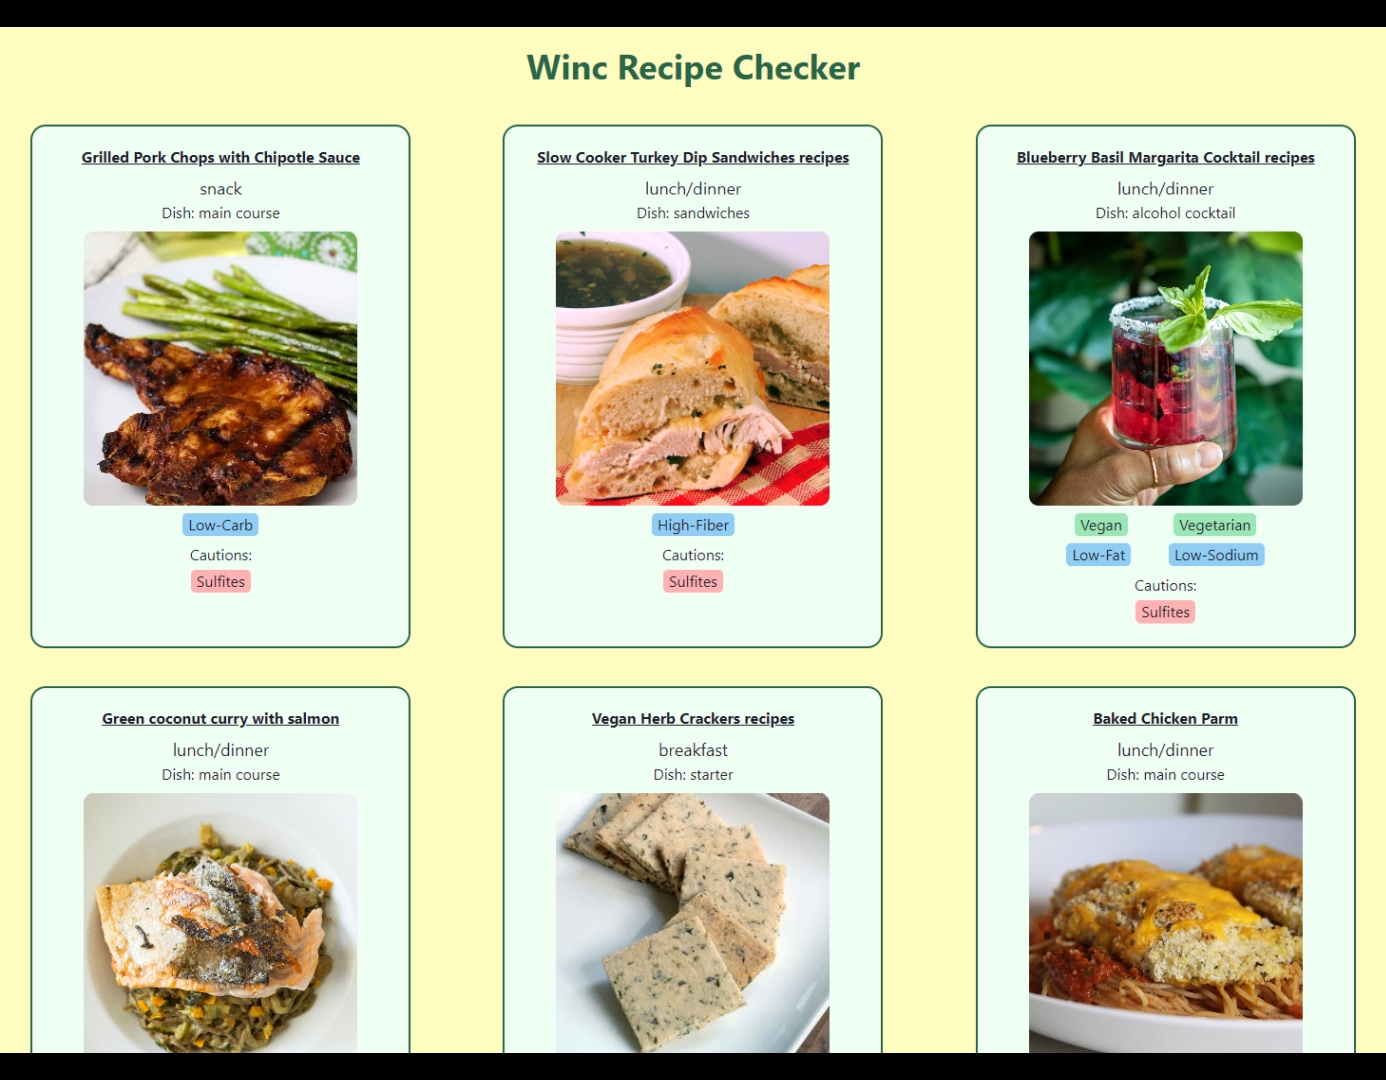 Winc Recipe Checker
Grilled Pork Chops with Chipotle Sauce
snack
Dish: main course
Low-Carb
Cautions:
Sulfites
Slow Cooker Turkey Dip Sandwiches recipes
lunch/dinner
Dish: sandwiches
High-Fiber
Cautions:
Sulfites
Blueberry Basil Margarita Cocktail recipes
lunch/dinner
Dish: alcohol cocktail
Vegan Vegetarian
Low-Fat Low-Sodium
Cautions:
Sulfites
Green coconut curry with salmon
lunch/dinner
Dish: main course
Vegan Herb Crackers recipes
breakfast
Dish: starter
Baked Chicken Parm
lunch/dinner
Dish: main course